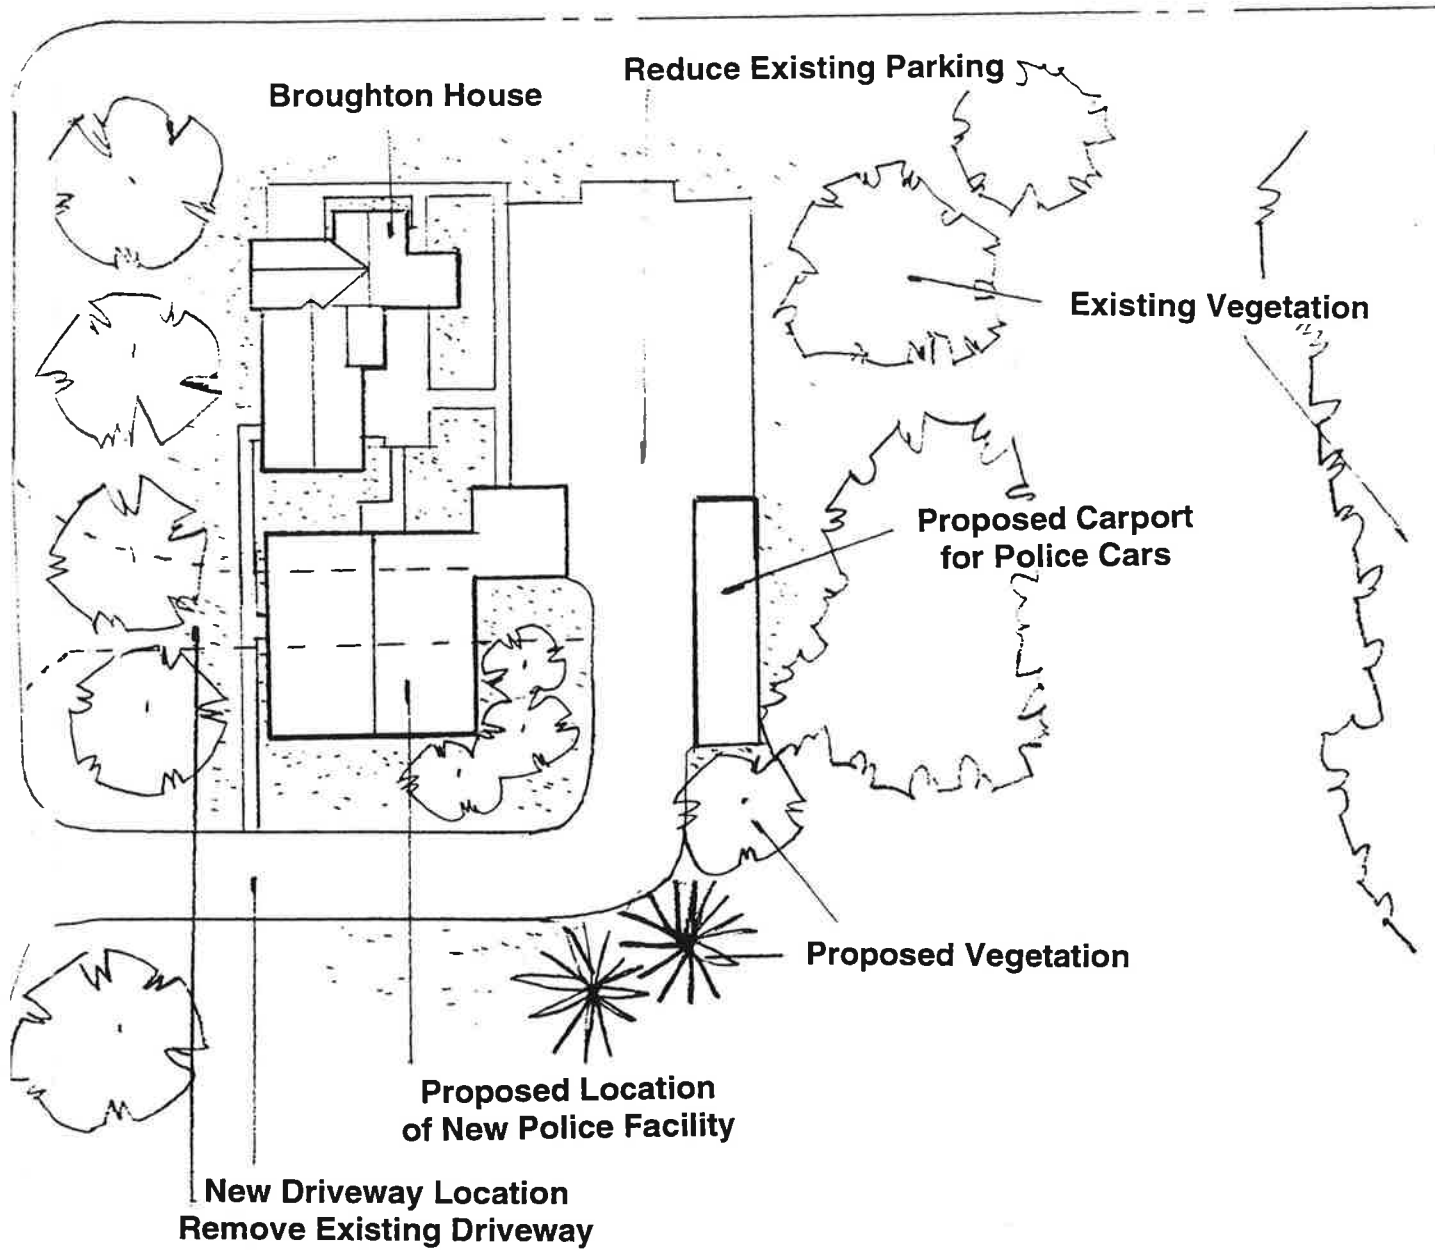 Reduce Existing Parking
Broughton House
Existing Vegetation
Proposed Carport
for Police Cars
Proposed Vegetation
Proposed Location
of New Police Facility
New Driveway Location
Remove Existing Driveway